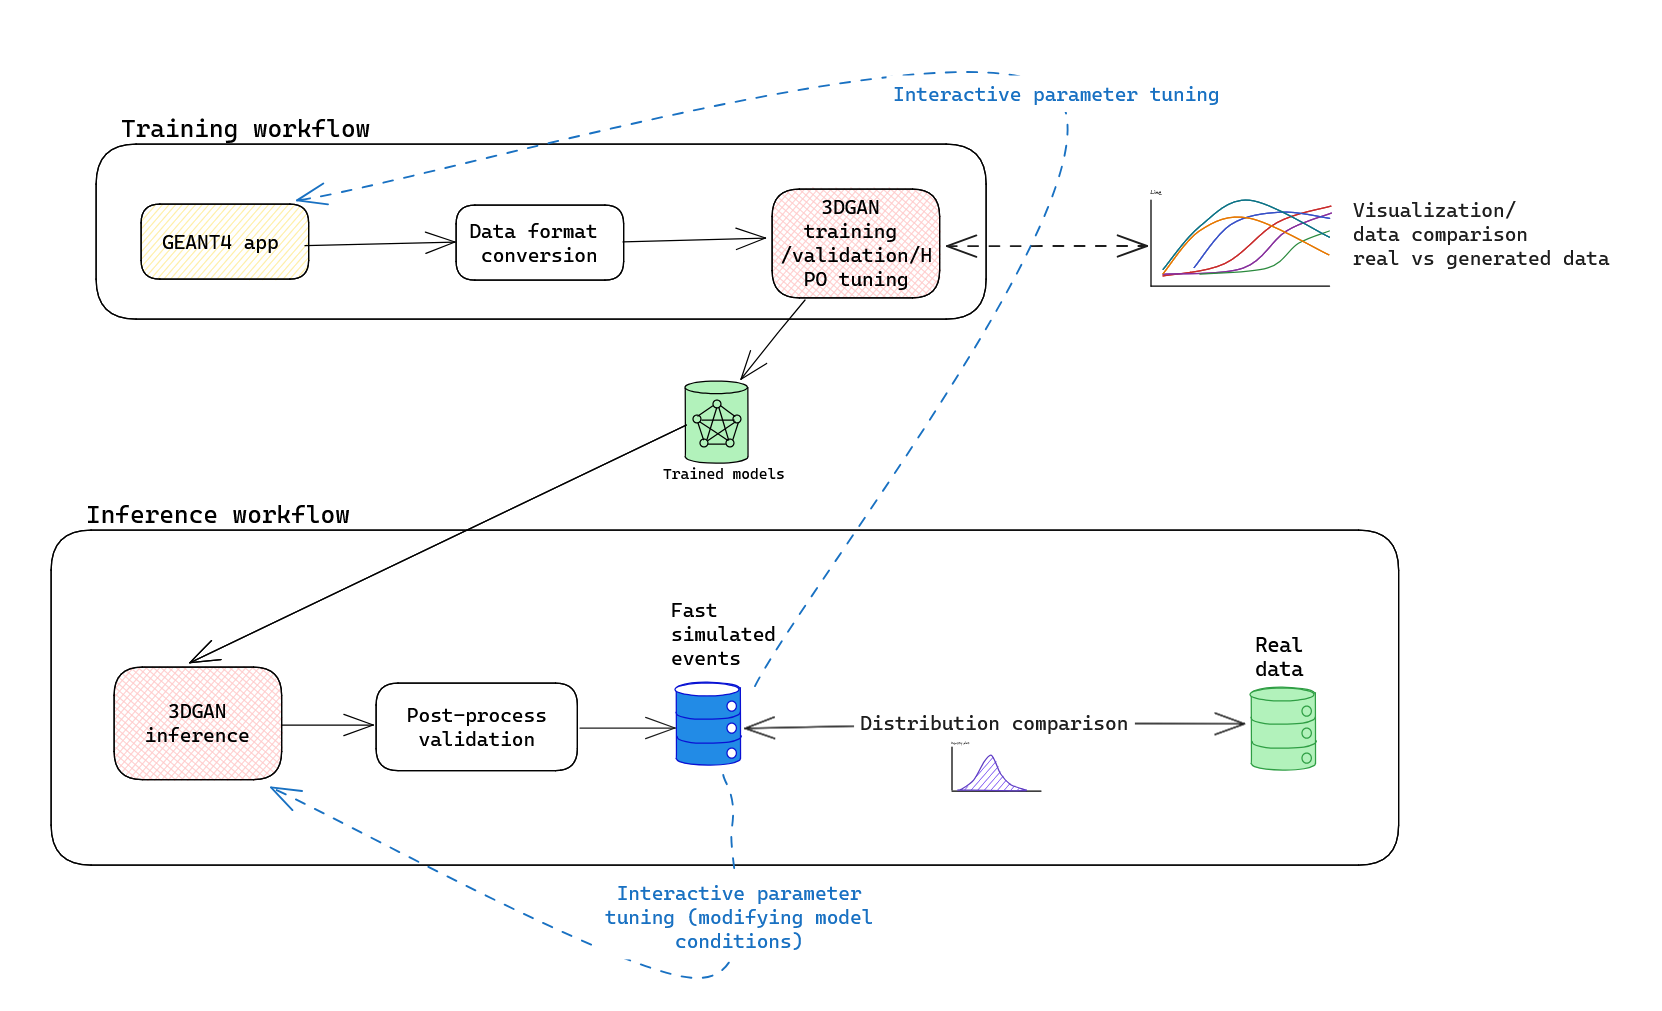 Interactive parameter tuning
Training workflow
GEANT4 app
Data format
conversion
3DGAN
training
/validation/H
PO tuning
Visualization/
data comparison
real vs generated data
Trained models
Inference workflow
3DGAN
inference
Post-process
validation
Fast
simulated
events
Distribution comparison
Real
data
Interactive parameter
tuning (modifying model
conditions)